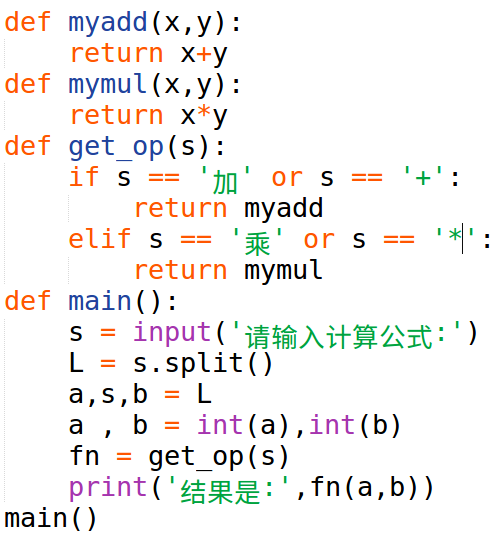 def myadd(x,y):
    return x+y
def mymul(x,y):
    return x*y
def get_op(s):
    if s == '加' or s == '+':
        return myadd
    elif s == '乘' or s == '*':
        return mymul
def main():
    s = input('请输入计算公式:')
    L = s.split()
    a,s,b = L
    a , b = int(a),int(b)
    fn = get_op(s)
    print('结果是:',fn(a,b))
main()